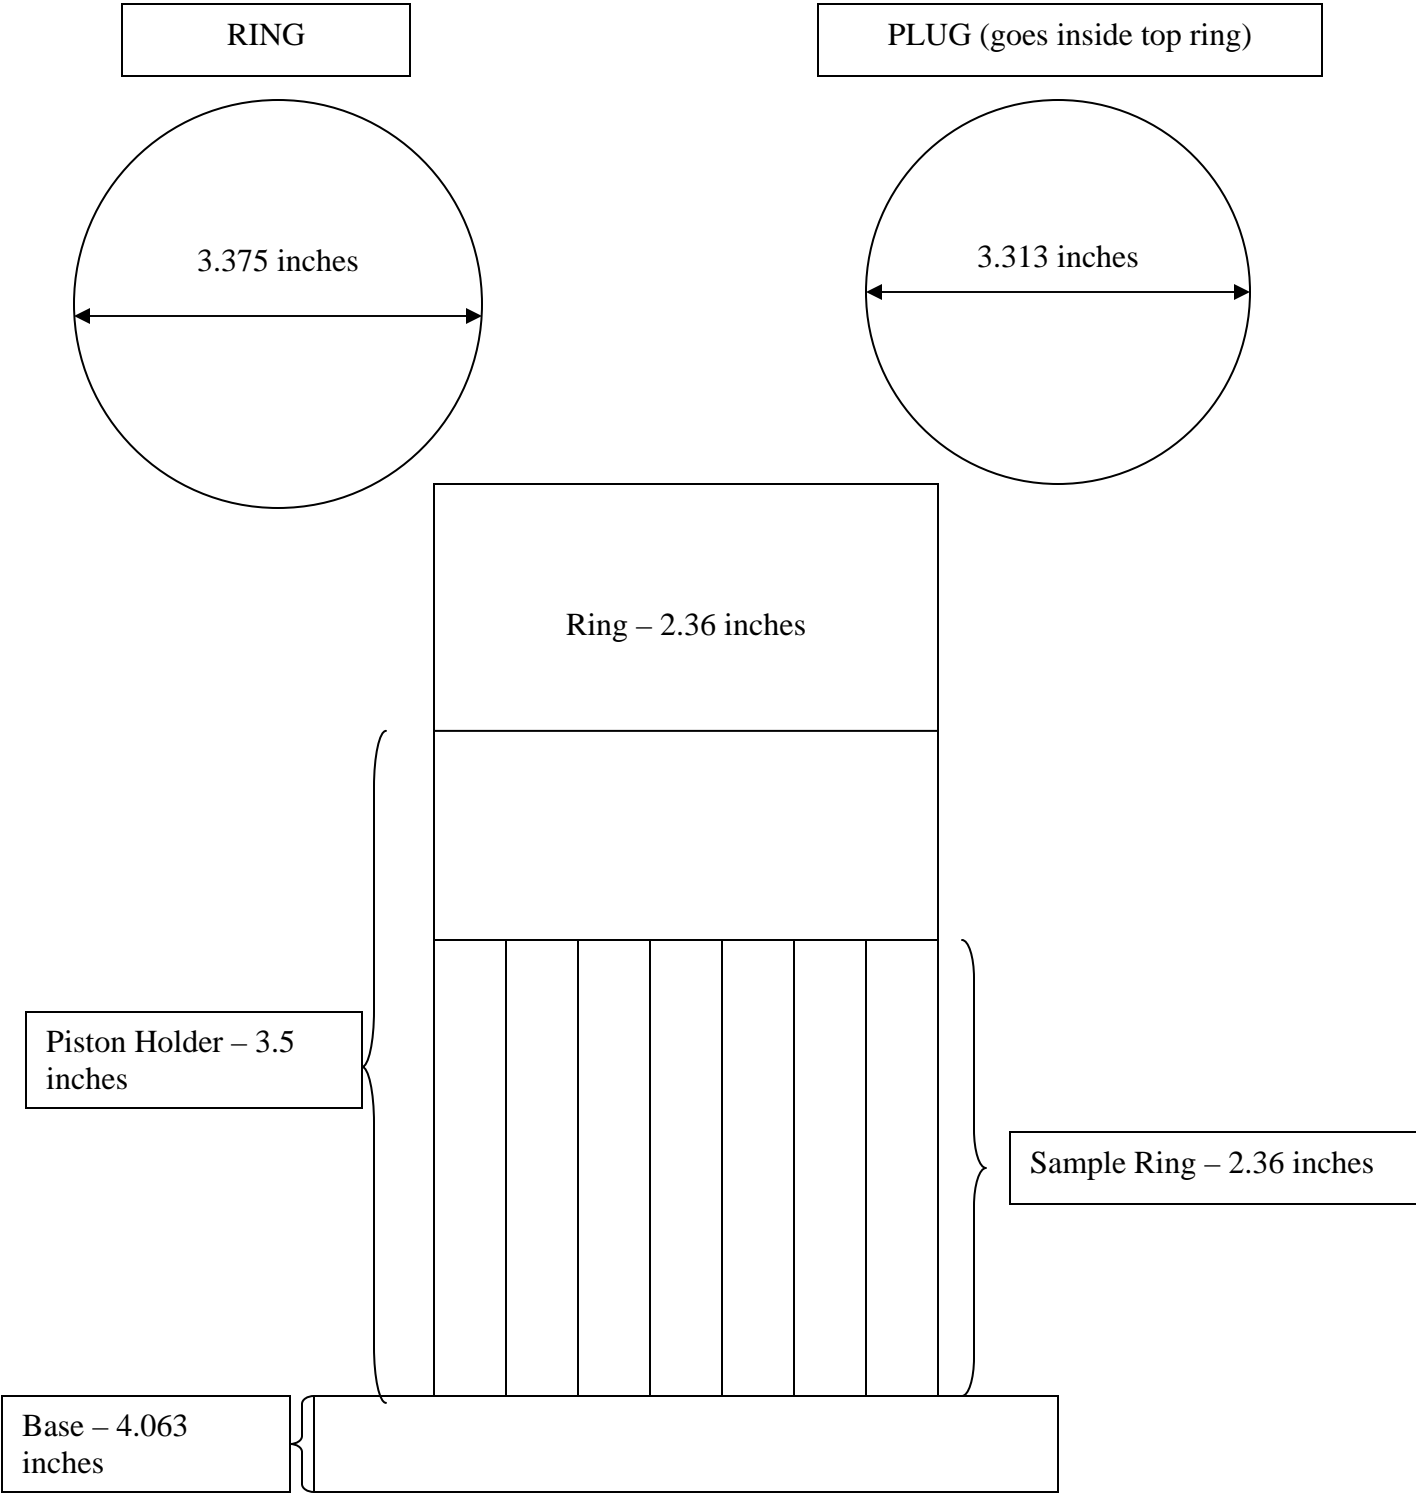 RING
PLUG (goes inside top ring)
3.375 inches
3.313 inches
Ring – 2.36 inches
Piston Holder – 3.5
inches
Sample Ring – 2.36 inches
Base – 4.063
inches